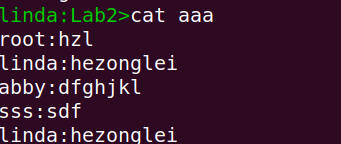 linda:Lab2>cat aaa
root:hzl
linda:hezonglei
abby:dfghjkl
sss:sdf
linda:hezonglei